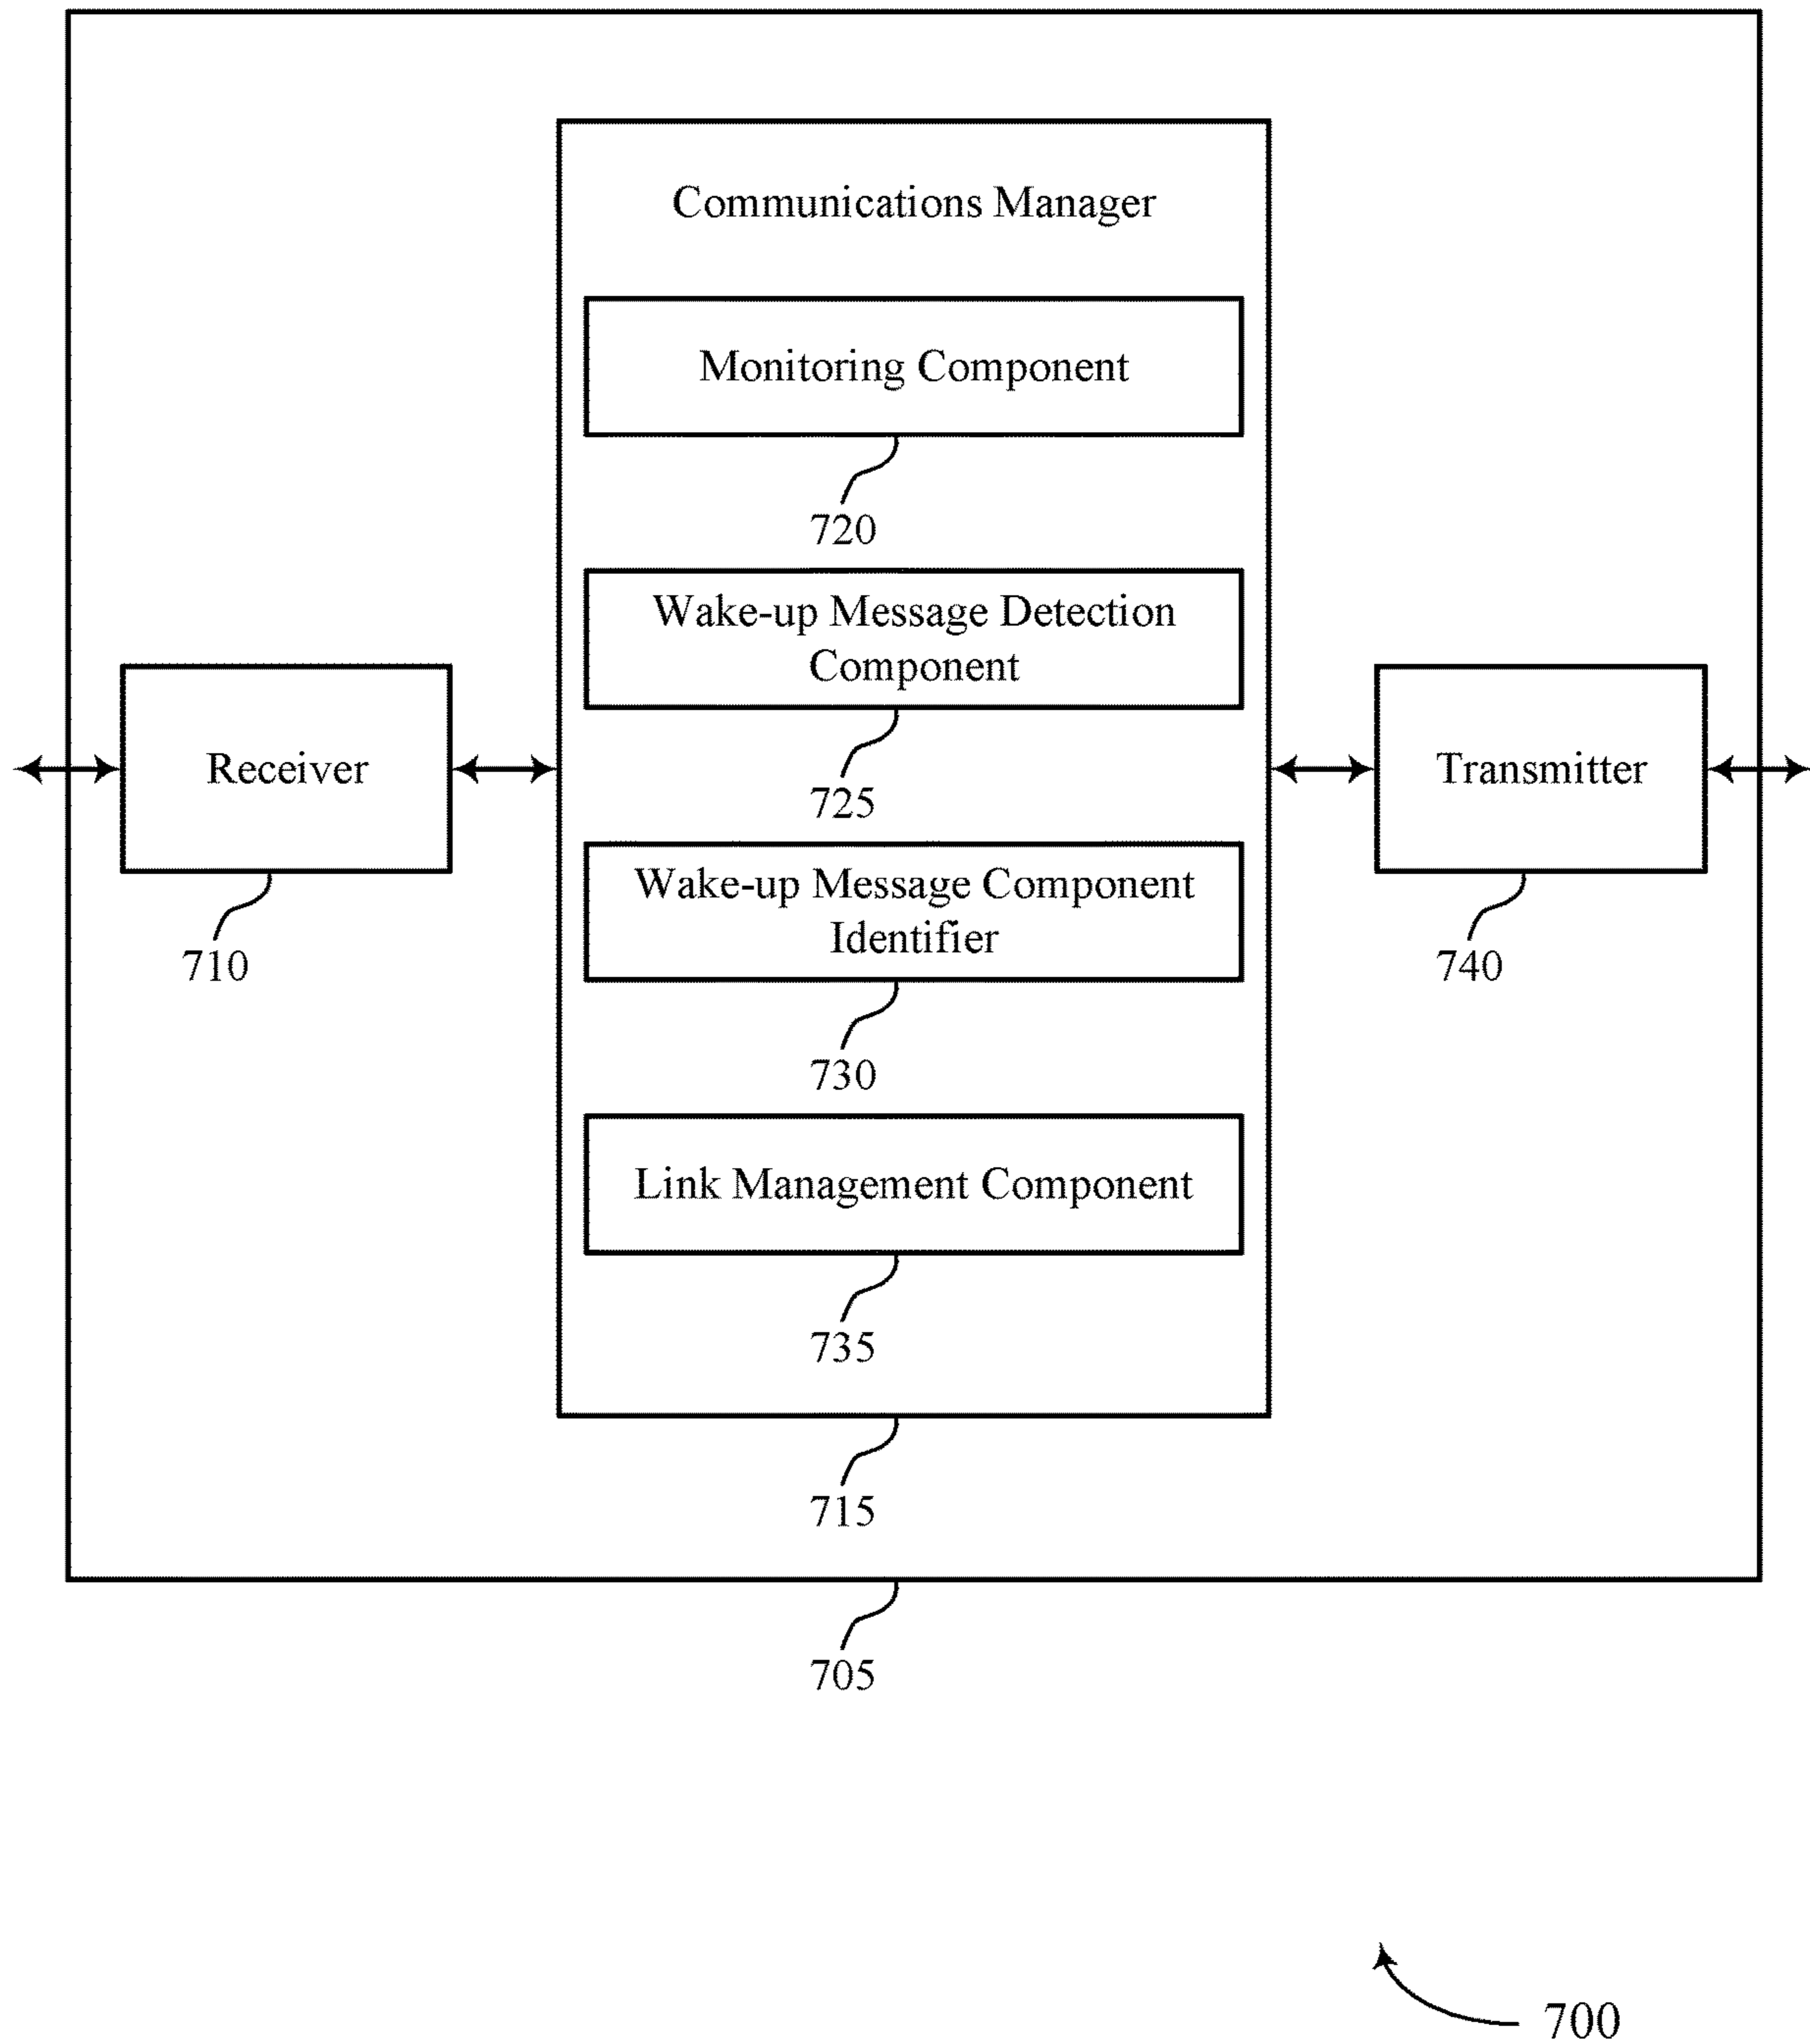 Communications Manager
Monitoring Component
720
Wake-up Message Detection
Component
725
Receiver
710
Wake-up Message Component
Identifier
730
Transmitter
740
Link Management Component
735
715
705
700